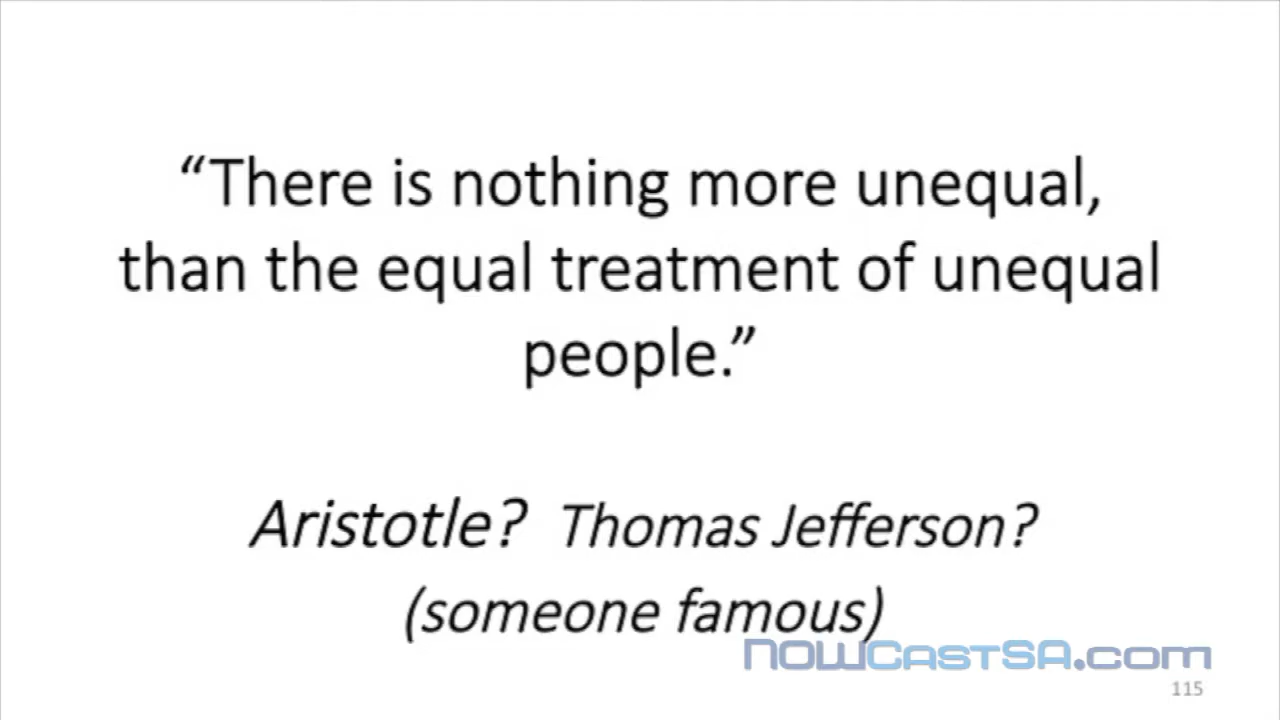 “There is nothing more unequal,
than the equal treatment of unequal
people.”
Aristotle? Thomas Jefferson?
(someone famous)
NOWCastSA.com
115